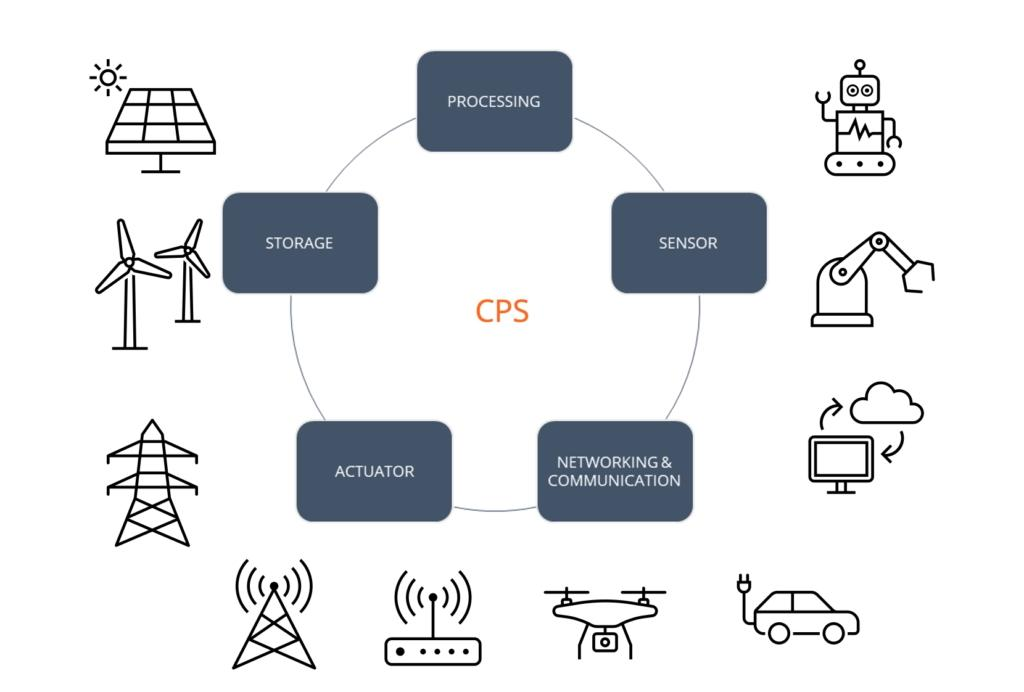 PROCESSING
STORAGE
SENSOR
CPS
ACTUATOR
NETWORKING &
COMMUNICATION